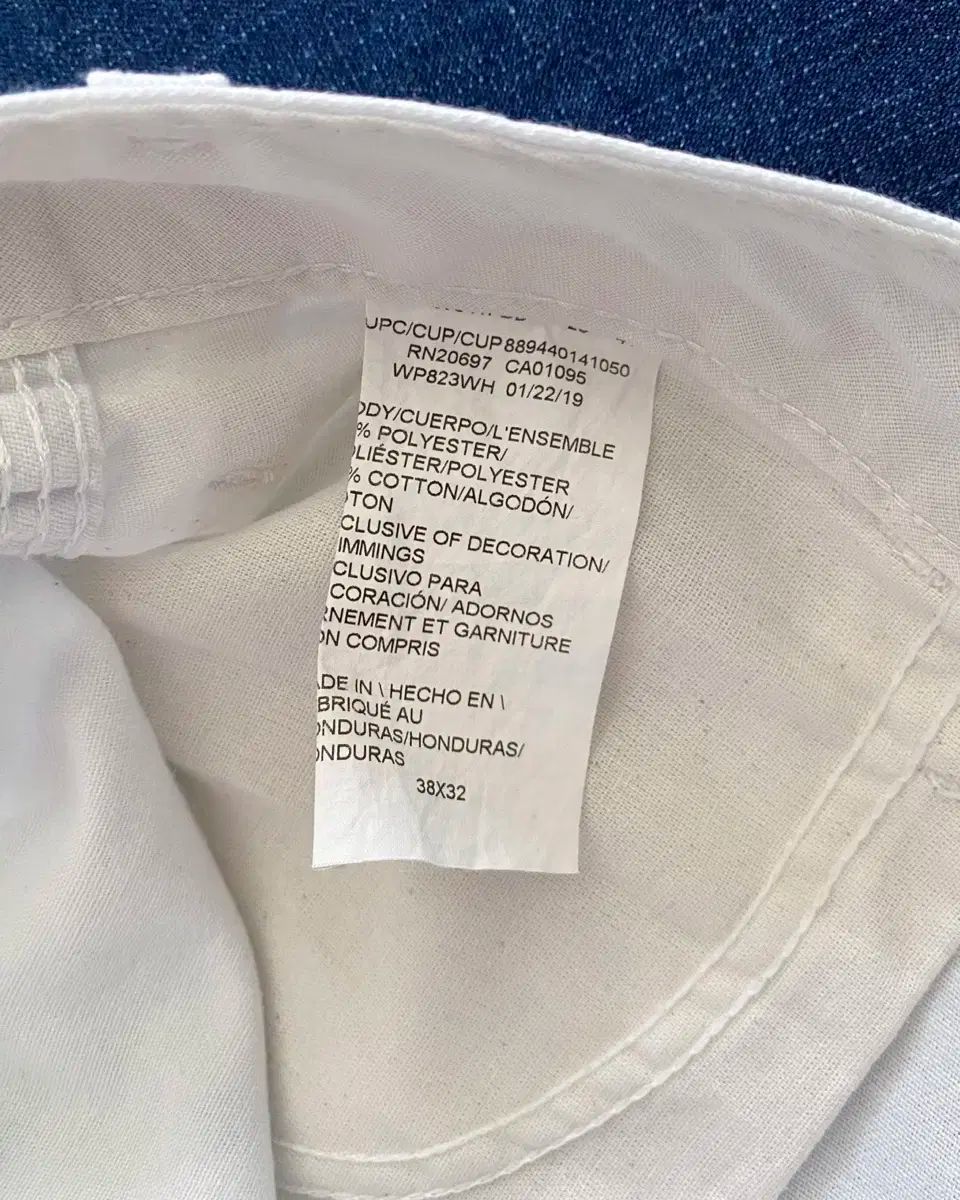 UPC/CUP/CUP 889440141050
RN20697 CA01095
WP823WH 01/22/19
ODY/CUERPO/L'ENSEMBLE
% POLYESTER/
OLIÉSTER/POLYESTER
% COTTON/ALGODÓN/
TON
CLUSIVE OF DECORATION/
IMMINGS
CLUSIVO PARA
CORACIÓN/ ADORNOS
RNEMENT ET GARNITURE
ON COMPRIS
ADE IN \ HECHO EN \
BRIQUÉ AU
ONDURAS/HONDURAS/
ONDURAS
38X32